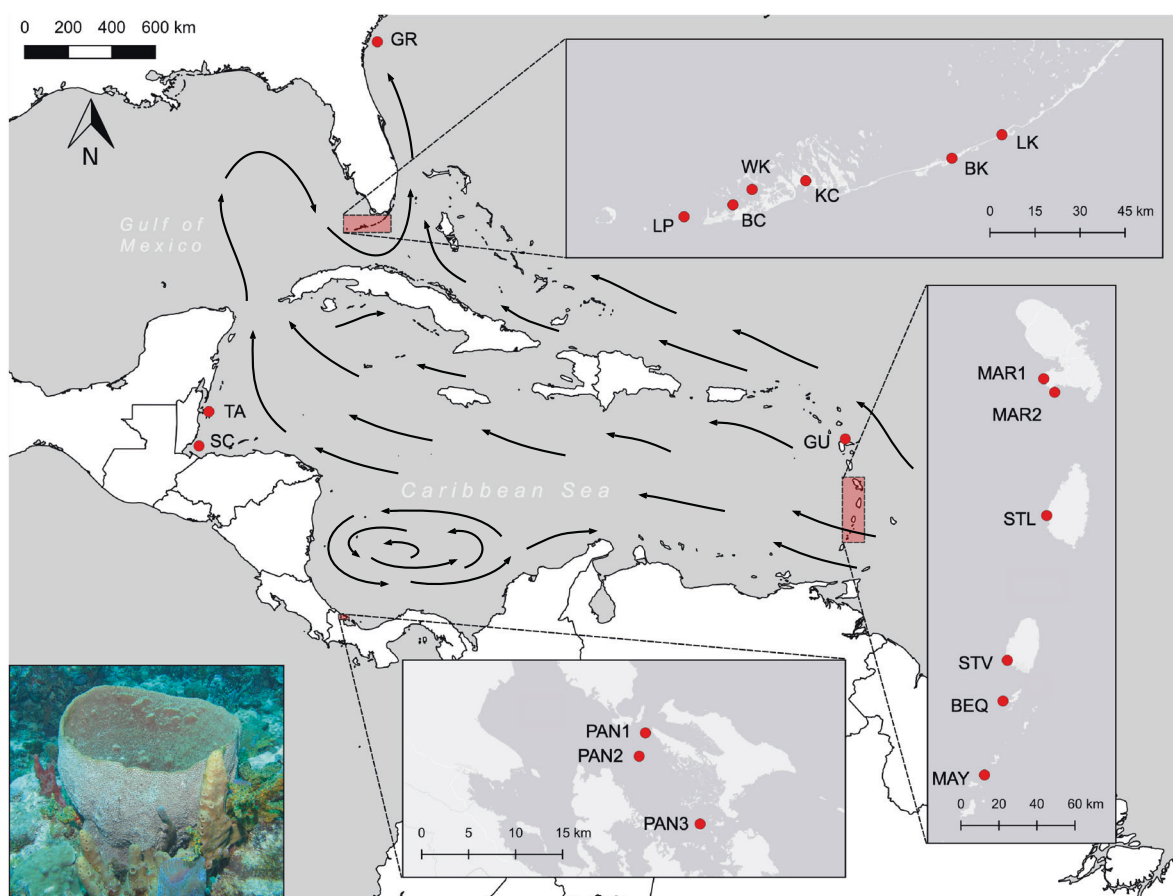 0 200 400 600 km
GR
N
Gulf of
Mexico
LK
BK
WK
KC
BC
LP
0 15 30 45 km
MAR1
MAR2
STL
STV
BEQ
MAY
0 20 40 60 km
TA
SC
GU
Caribbean Sea
PAN1
PAN2
PAN3
0 5 10 15 km